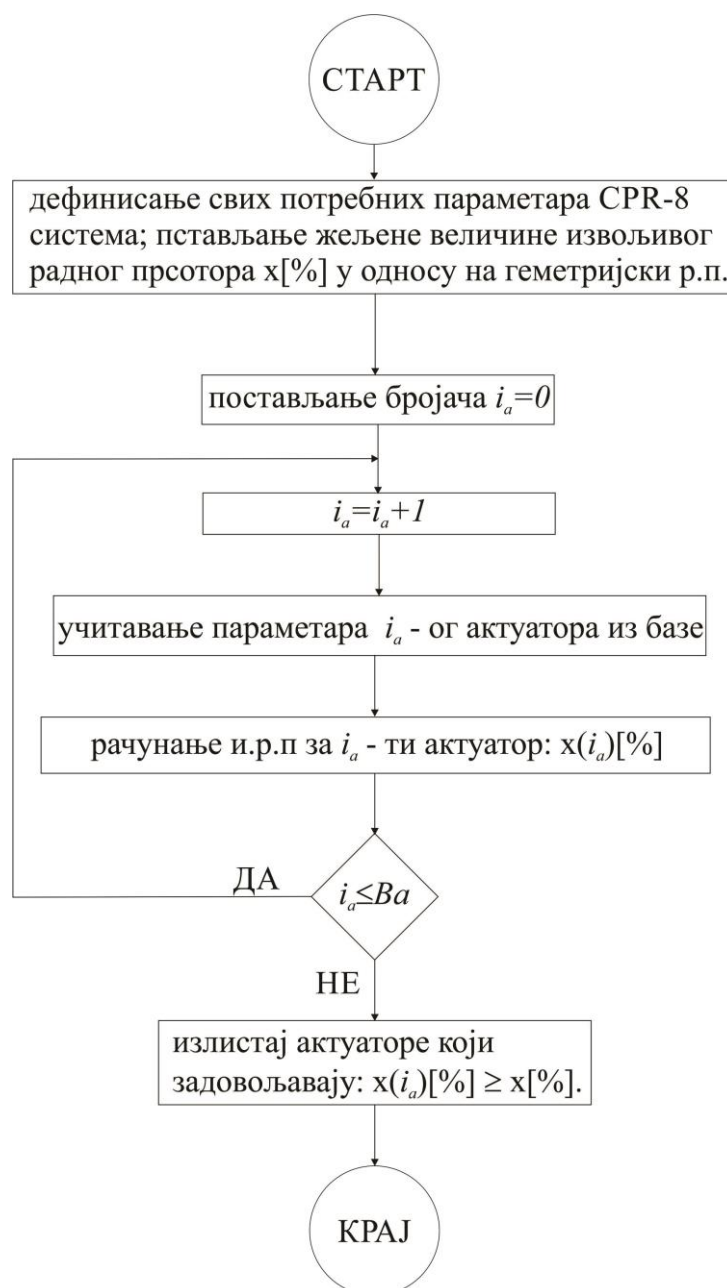 СТАРТ
дефинисање свих потребних параметара CPR-8
система; пстављање жељене величине извољивог
радног прсотора x[%] у односу на геметријски р.п.
постављање бројача iₐ=0
iₐ=iₐ+1
учитавање параметара iₐ - ог актуатора из базе
рачунање и.р.п за iₐ - ти актуатор: x(iₐ)[%]
ДА
iₐ≤Ba
НЕ
излистај актуаторе који
задовољавају: x(iₐ)[%] ≥ x[%].
КРАЈ